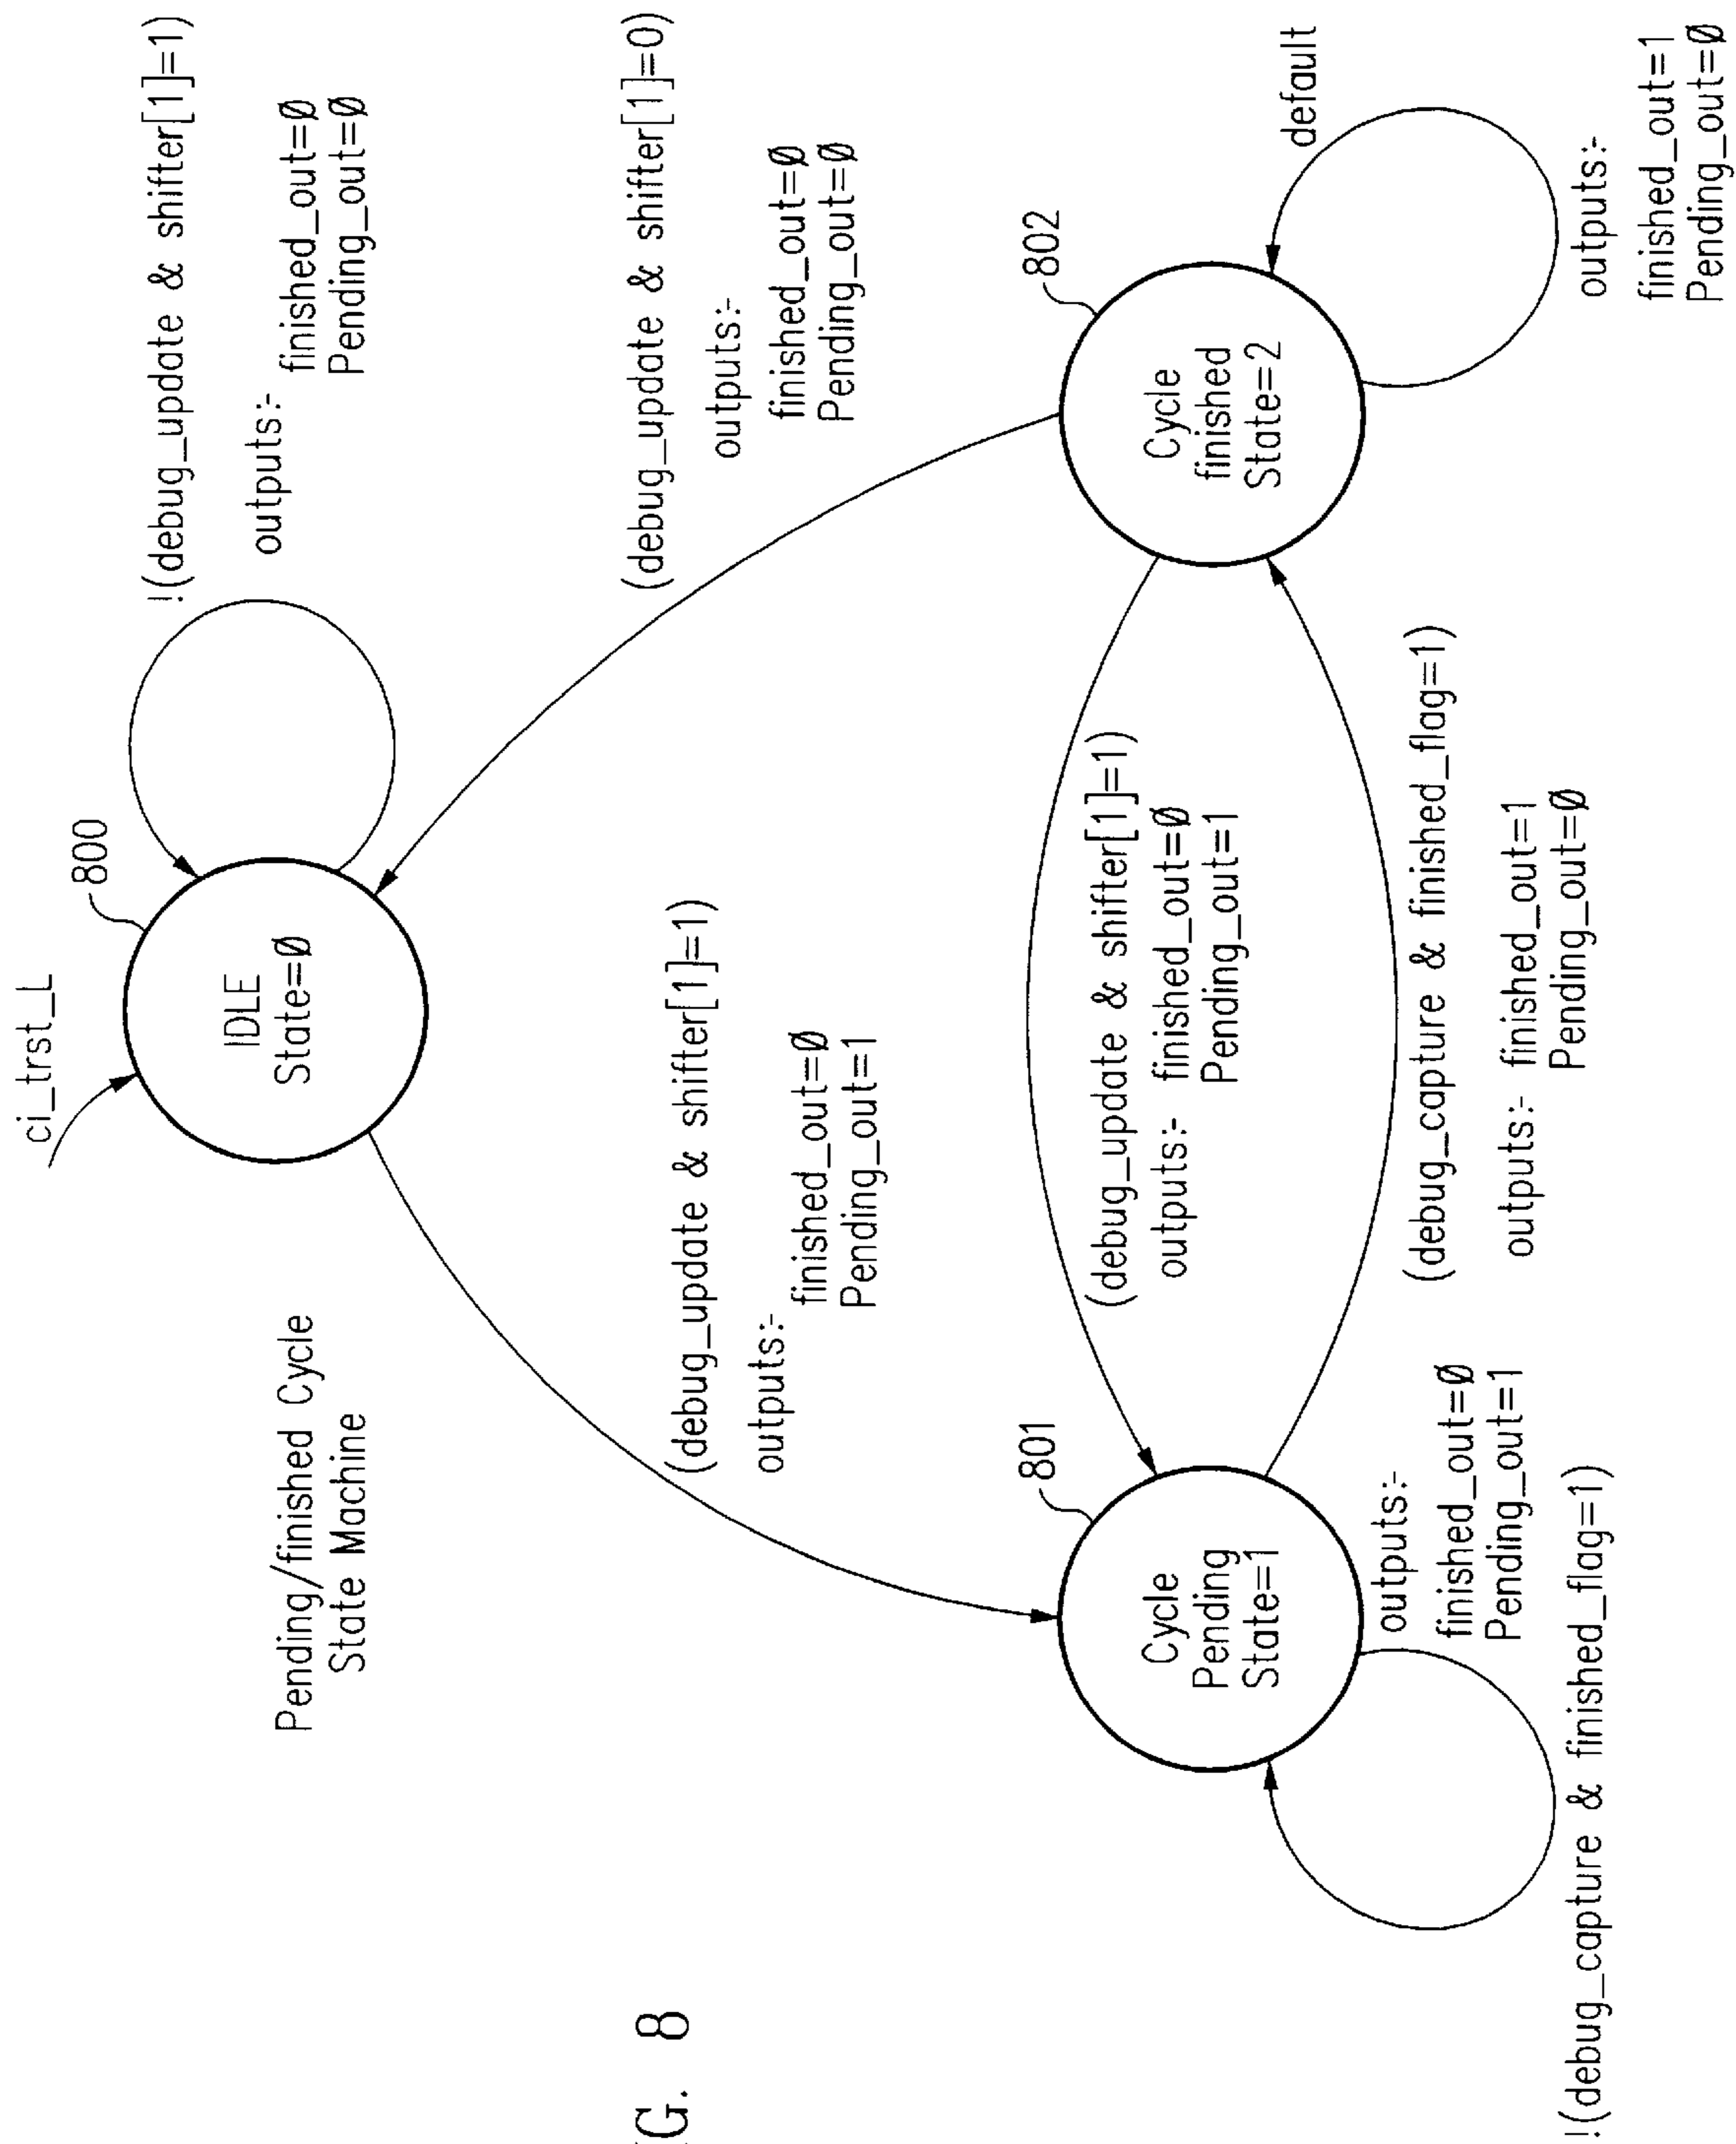 Pending/finished Cycle
State Machine
ci_trst_L
800
IDLE
State=Ø
!(debug_update & shifter[1]=1)
outputs:-
finished_out=Ø
Pending_out=Ø
(debug_update & shifter[1]=1)
outputs:-
finished_out=Ø
Pending_out=1
(debug_update & shifter[1]=0)
outputs:-
finished_out=Ø
Pending_out=Ø
801
Cycle
Pending
State=1
(debug_update & shifter[1]=1)
outputs:- finished_out=Ø
Pending_out=1
802
Cycle
finished
State=2
default
outputs:-
finished_out=1
Pending_out=Ø
(debug_capture & finished_flag=1)
outputs:- finished_out=1
Pending_out=Ø
outputs:-
finished_out=Ø
Pending_out=1
!(debug_capture & finished_flag=1)
G. 8